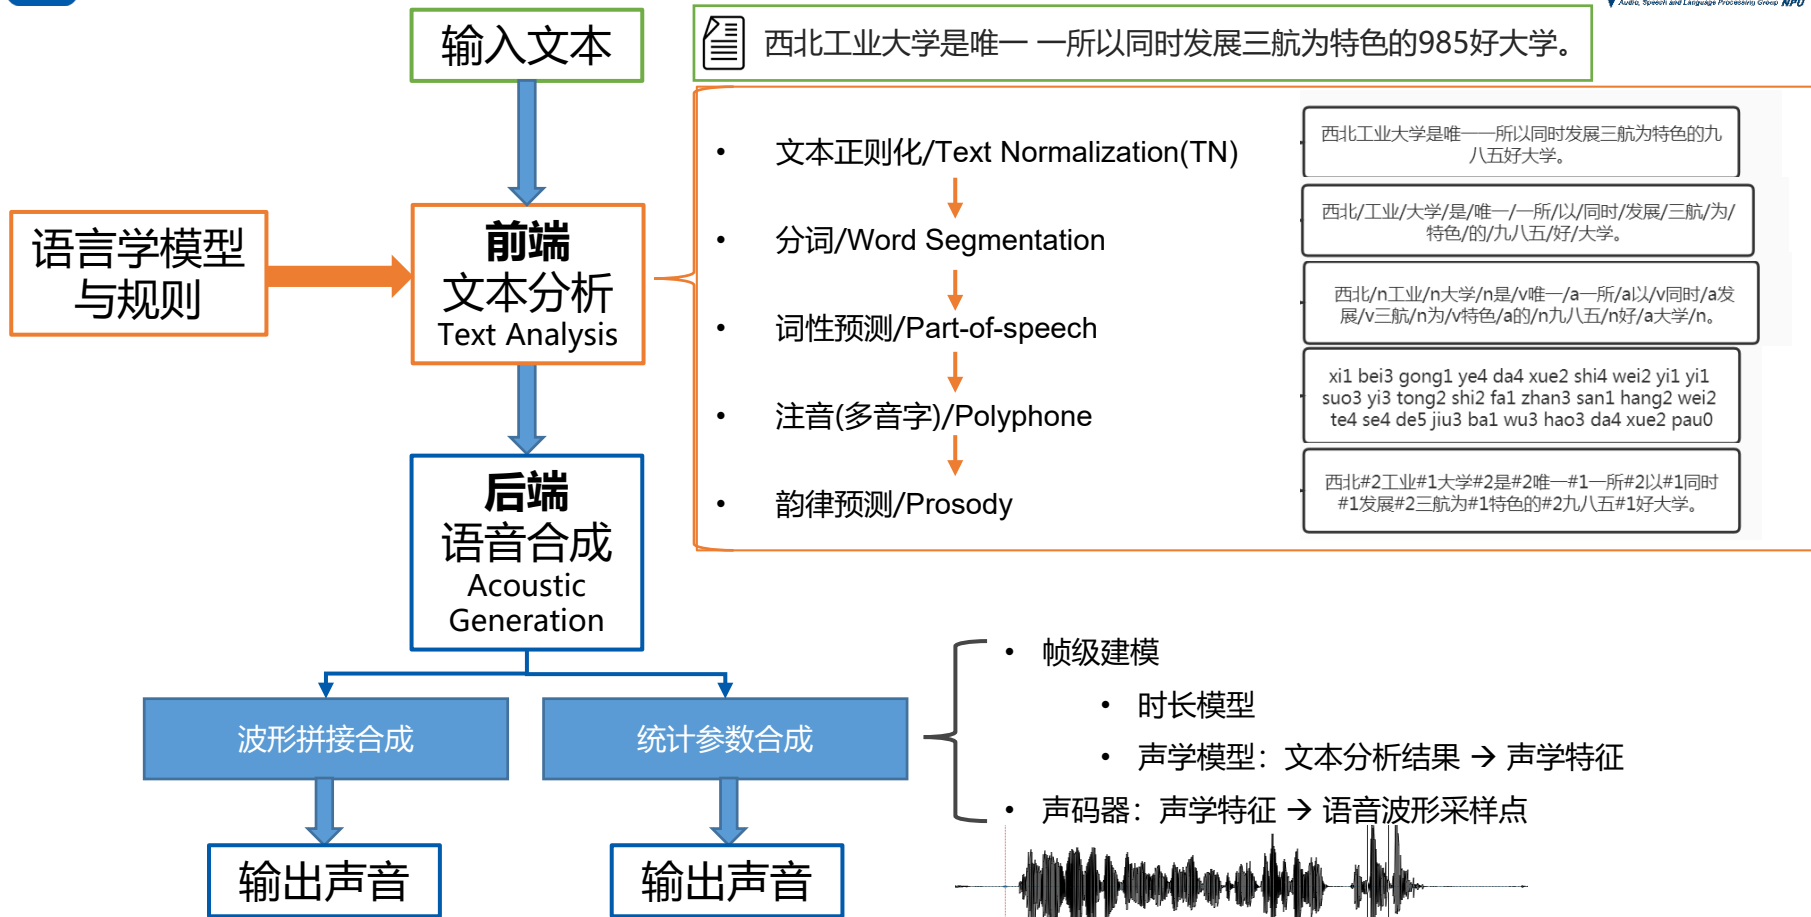 Audio, Speech and Language Processing Group NPU
输入文本
西北工业大学是唯一 一所以同时发展三航为特色的985好大学。
语言学模型
与规则
前端
文本分析
Text Analysis
• 文本正则化/Text Normalization(TN)
• 分词/Word Segmentation
• 词性预测/Part-of-speech
• 注音(多音字)/Polyphone
• 韵律预测/Prosody
西北工业大学是唯一一所以同时发展三航为特色的九
八五好大学。
西北/工业/大学/是/唯一/一所/以/同时/发展/三航/为/
特色/的/九八五/好/大学。
西北/n工业/n大学/n是/v唯一/a一所/a以/v同时/a发
展/v三航/n为/v特色/a的/n九八五/n好/a大学/n。
xi1 bei3 gong1 ye4 da4 xue2 shi4 wei2 yi1 yi1
suo3 yi3 tong2 shi2 fa1 zhan3 san1 hang2 wei2
te4 se4 de5 jiu3 ba1 wu3 hao3 da4 xue2 pau0
西北#2工业#1大学#2是#2唯一#1一所#2以#1同时
#1发展#2三航为#1特色的#2九八五#1好大学。
后端
语音合成
Acoustic
Generation
波形拼接合成
统计参数合成
输出声音
输出声音
• 帧级建模
• 时长模型
• 声学模型：文本分析结果 → 声学特征
• 声码器：声学特征 → 语音波形采样点